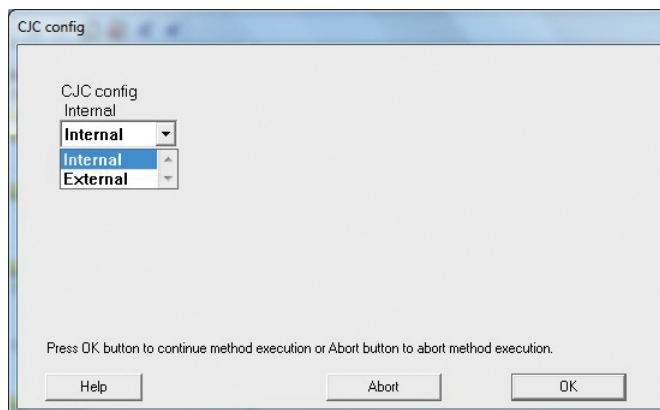 CJC config
CJC config
Internal
Internal
Internal
External
Press OK button to continue method execution or Abort button to abort method execution.
Help Abort OK